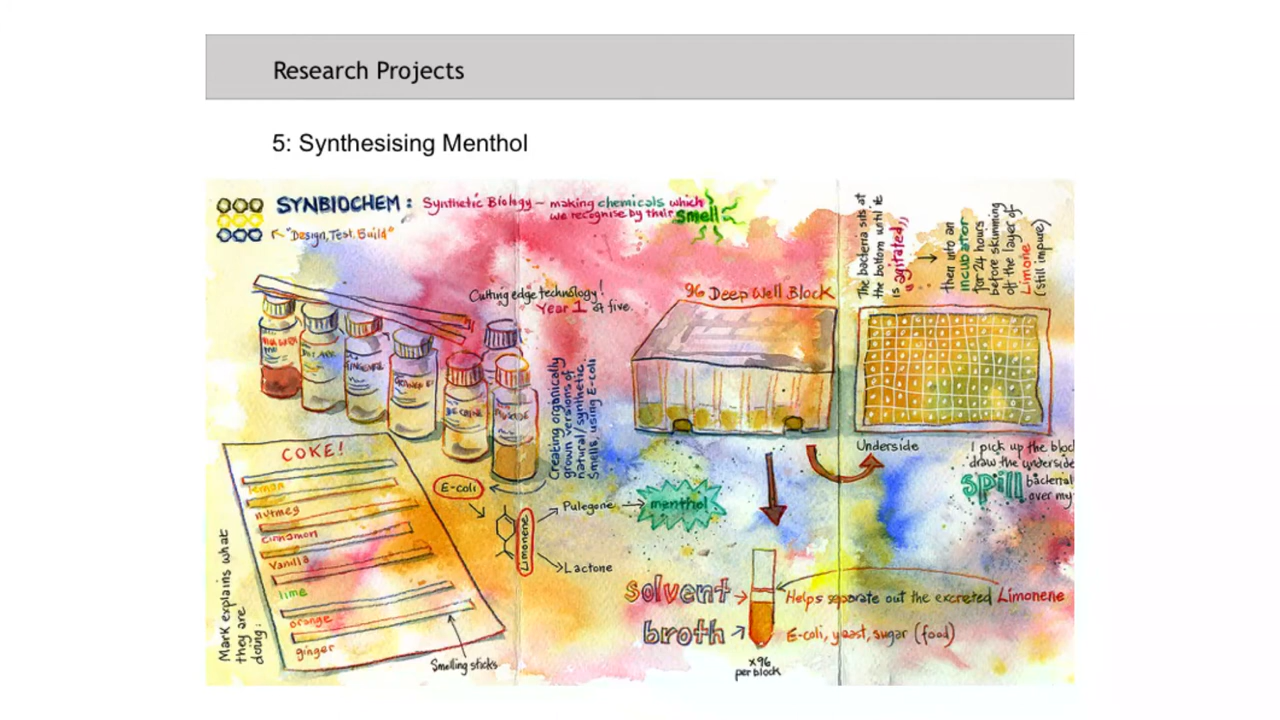 Research Projects
5: Synthesising Menthol
SYNBIOCHEM: Synthetic Biology - making chemicals which
we recognise by their Smell
"Design, Test, Build"
Cutting edge technology!
Year 1 of five.
Creating organically
grown versions of
natural/synthetic
smells, using E-coli
96 Deep Well Block
The bacteria sits at
the bottom until it
is agitated,
then into an
incubator
for 24 hours
before skimming
off the layer of
Limone
(still impure)
Underside
I pick up the bloc
draw the underside
Spill bacterial
over my
COKE!
lemon
nutmeg
cinnamon
Vanilla
lime
orange
ginger
Smelling sticks
Mark explains what
they are
doing:
E-coli
Limonene
Pulegone
menthol
Lactone
solvent
Helps separate out the excreted Limonene
broth
E-coli, yeast, sugar (food)
x96
per block